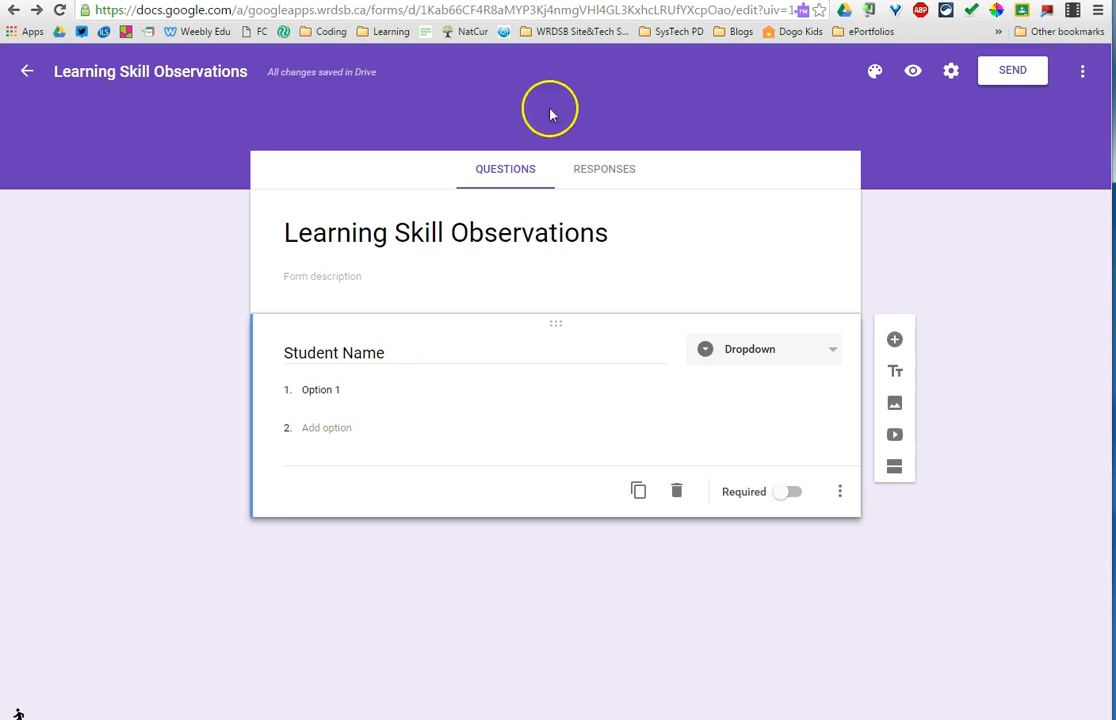 https://docs.google.com/a/googleapps.wrdsb.ca/forms/d/1Kab66CF4R8aMYP3Kj4nmgVHl4GL3KxhcLRUfYXcpOao/edit?uiv=1
Apps Weebly Edu FC Coding Learning NatCur WRDSB Site&Tech S... SysTech PD Blogs Dogo Kids ePortfolios » Other bookmarks
Learning Skill Observations All changes saved in Drive SEND
QUESTIONS RESPONSES
Learning Skill Observations
Form description
Student Name Dropdown
1. Option 1
2. Add option
Required